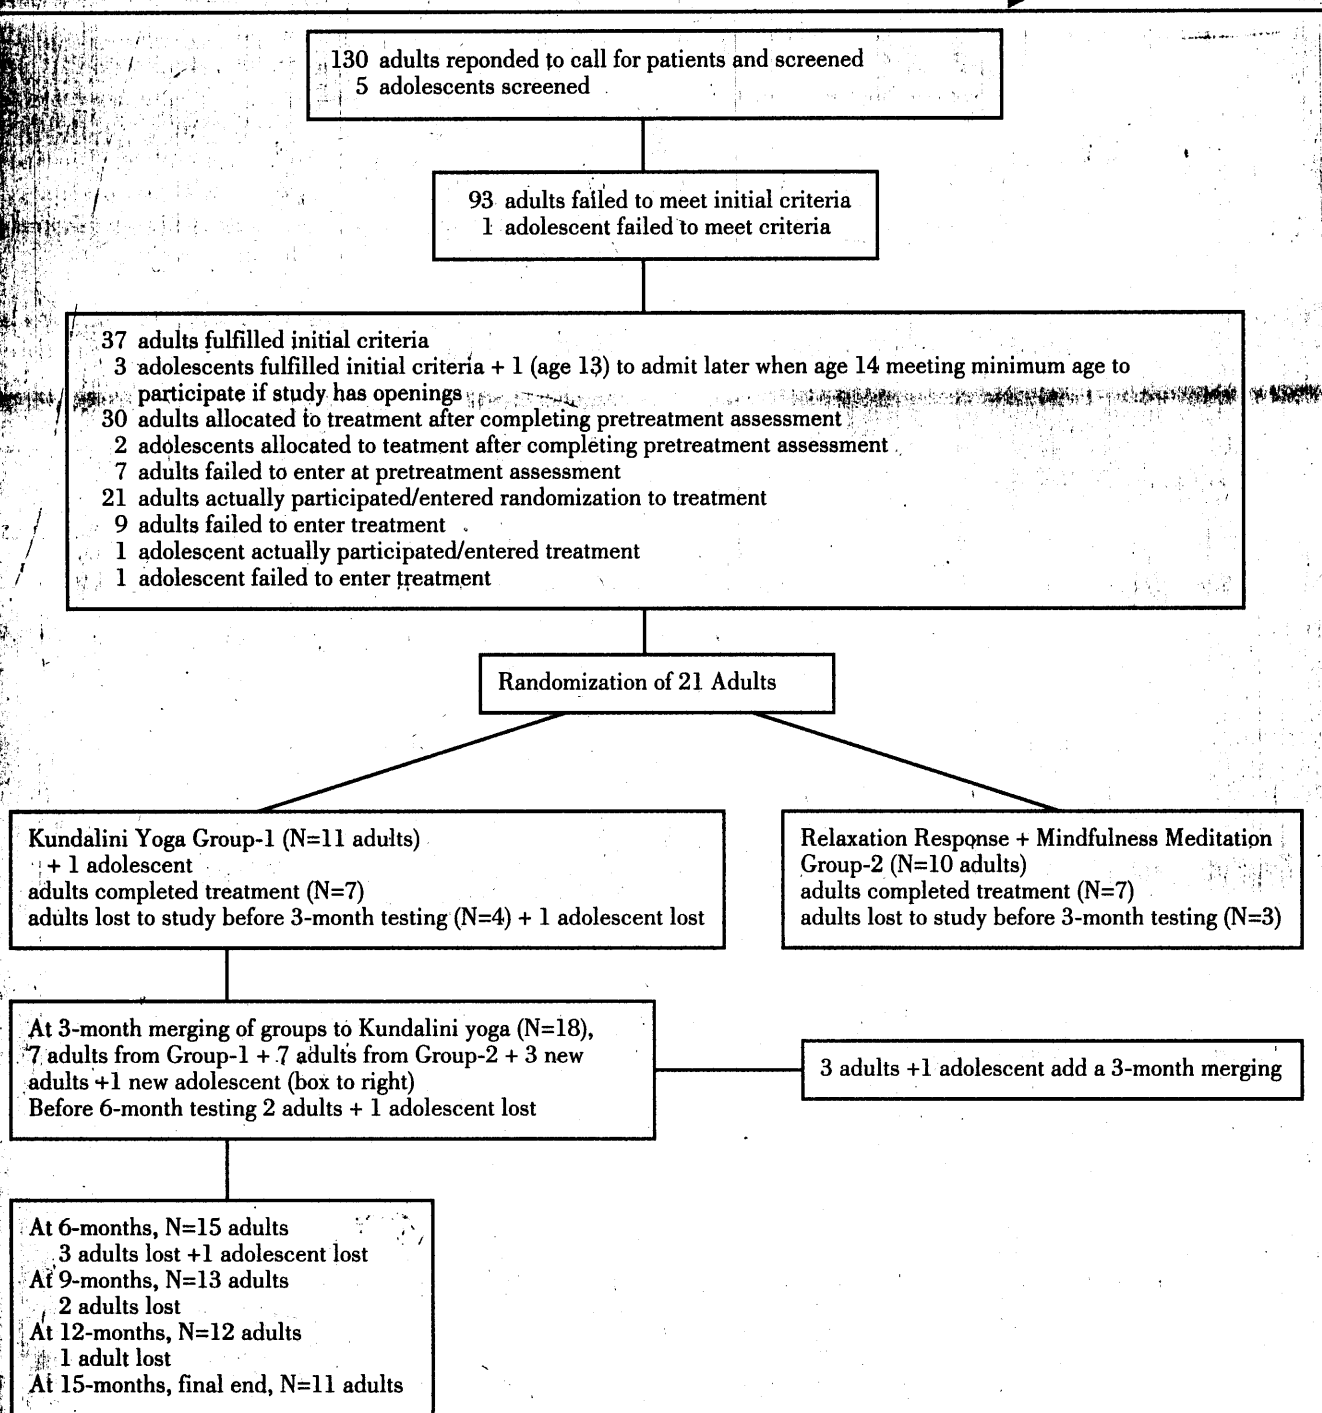 130 adults reponded to call for patients and screened
5 adolescents screened
93 adults failed to meet initial criteria
1 adolescent failed to meet criteria
37 adults fulfilled initial criteria
3 adolescents fulfilled initial criteria + 1 (age 13) to admit later when age 14 meeting minimum age to
participate if study has openings
30 adults allocated to treatment after completing pretreatment assessment
2 adolescents allocated to teatment after completing pretreatment assessment
7 adults failed to enter at pretreatment assessment
21 adults actually participated/entered randomization to treatment
9 adults failed to enter treatment
1 adolescent actually participated/entered treatment
1 adolescent failed to enter treatment
Randomization of 21 Adults
Kundalini Yoga Group-1 (N=11 adults)
+ 1 adolescent
adults completed treatment (N=7)
adults lost to study before 3-month testing (N=4) + 1 adolescent lost
Relaxation Response + Mindfulness Meditation
Group-2 (N=10 adults)
adults completed treatment (N=7)
adults lost to study before 3-month testing (N=3)
At 3-month merging of groups to Kundalini yoga (N=18),
7 adults from Group-1 + 7 adults from Group-2 + 3 new
adults +1 new adolescent (box to right)
Before 6-month testing 2 adults + 1 adolescent lost
3 adults +1 adolescent add a 3-month merging
At 6-months, N=15 adults
3 adults lost +1 adolescent lost
At 9-months, N=13 adults
2 adults lost
At 12-months, N=12 adults
1 adult lost
At 15-months, final end, N=11 adults